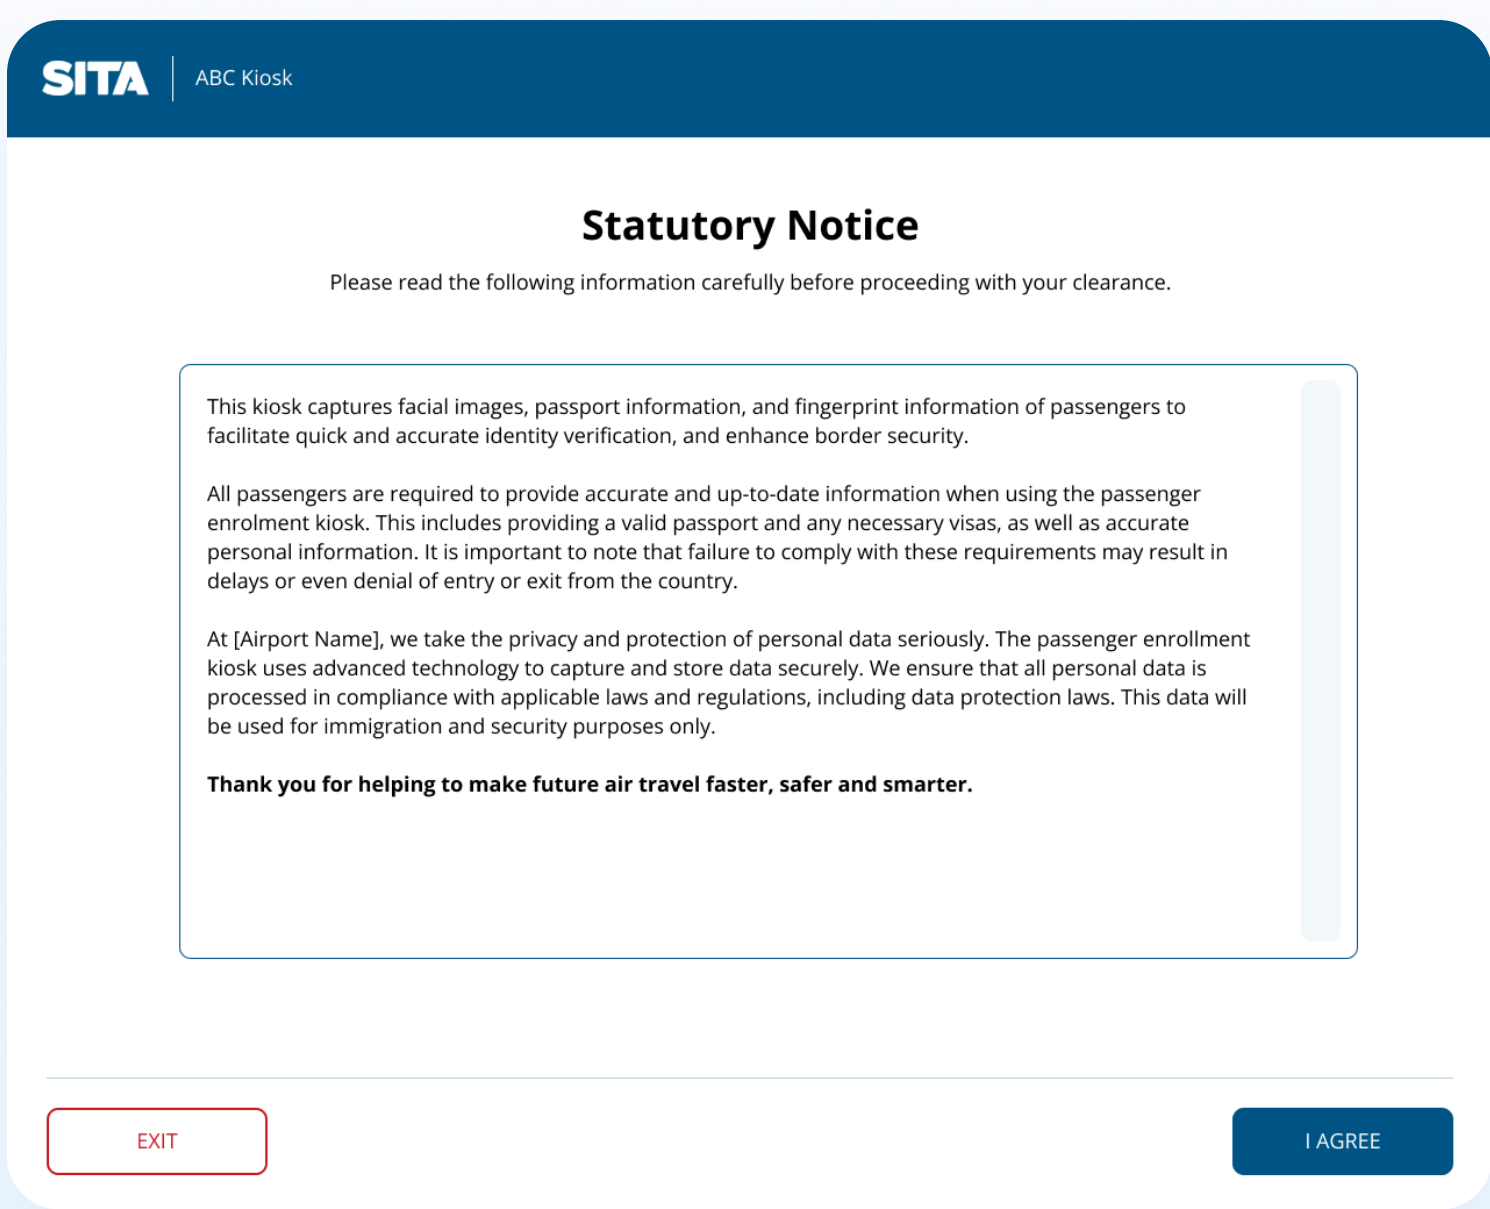 SITA
ABC Kiosk
Statutory Notice
Please read the following information carefully before proceeding with your clearance.
This kiosk captures facial images, passport information, and fingerprint information of passengers to
facilitate quick and accurate identity verification, and enhance border security.
All passengers are required to provide accurate and up-to-date information when using the passenger
enrolment kiosk. This includes providing a valid passport and any necessary visas, as well as accurate
personal information. It is important to note that failure to comply with these requirements may result in
delays or even denial of entry or exit from the country.
At [Airport Name], we take the privacy and protection of personal data seriously. The passenger enrollment
kiosk uses advanced technology to capture and store data securely. We ensure that all personal data is
processed in compliance with applicable laws and regulations, including data protection laws. This data will
be used for immigration and security purposes only.
Thank you for helping to make future air travel faster, safer and smarter.
EXIT
I AGREE